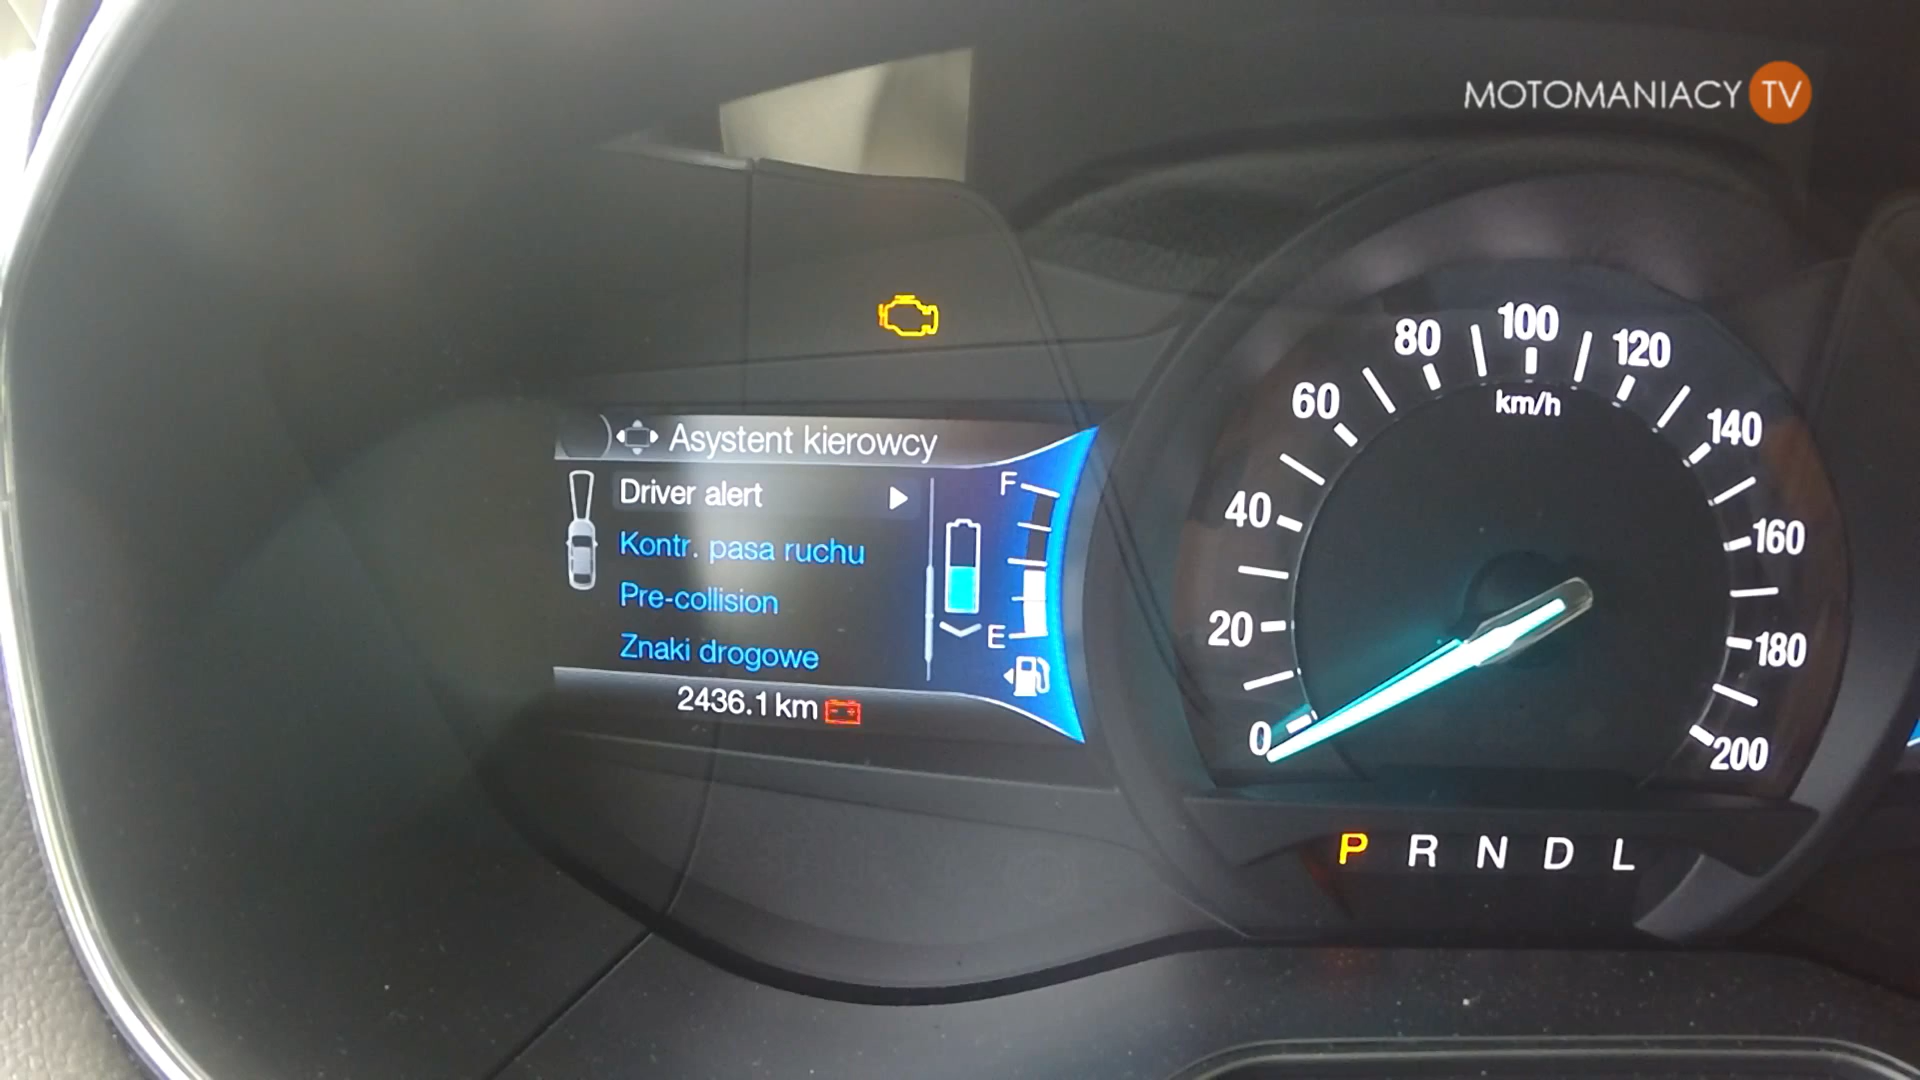 MOTOMANIACY TV
Asystent kierowcy
Driver alert
Kontr. pasa ruchu
Pre-collision
Znaki drogowe
2436.1 km
F
E
0
20
40
60
80
100
120
140
160
180
200
km/h
P R N D L